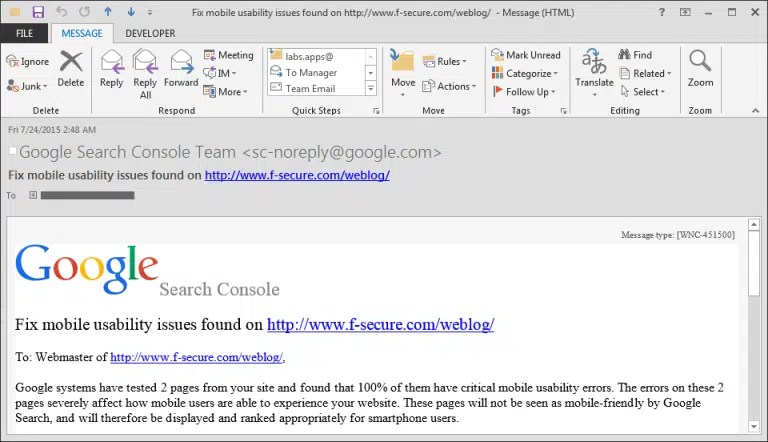 Fix mobile usability issues found on http://www.f-secure.com/weblog/ - Message (HTML)
FILE MESSAGE DEVELOPER
Ignore
Junk
Delete
Reply
Reply All
Forward
Meeting
IM
More
labs.apps@
To Manager
Team Email
Move
Rules
Actions
Mark Unread
Categorize
Follow Up
Translate
Find
Related
Select
Zoom
Delete Respond Quick Steps Move Tags Editing Zoom
Fri 7/24/2015 2:48 AM
Google Search Console Team <sc-noreply@google.com>
Fix mobile usability issues found on http://www.f-secure.com/weblog/
To
Message type: [WNC-451500]
Google Search Console
Fix mobile usability issues found on http://www.f-secure.com/weblog/
To: Webmaster of http://www.f-secure.com/weblog/,
Google systems have tested 2 pages from your site and found that 100% of them have critical mobile usability errors. The errors on these 2
pages severely affect how mobile users are able to experience your website. These pages will not be seen as mobile-friendly by Google
Search, and will therefore be displayed and ranked appropriately for smartphone users.